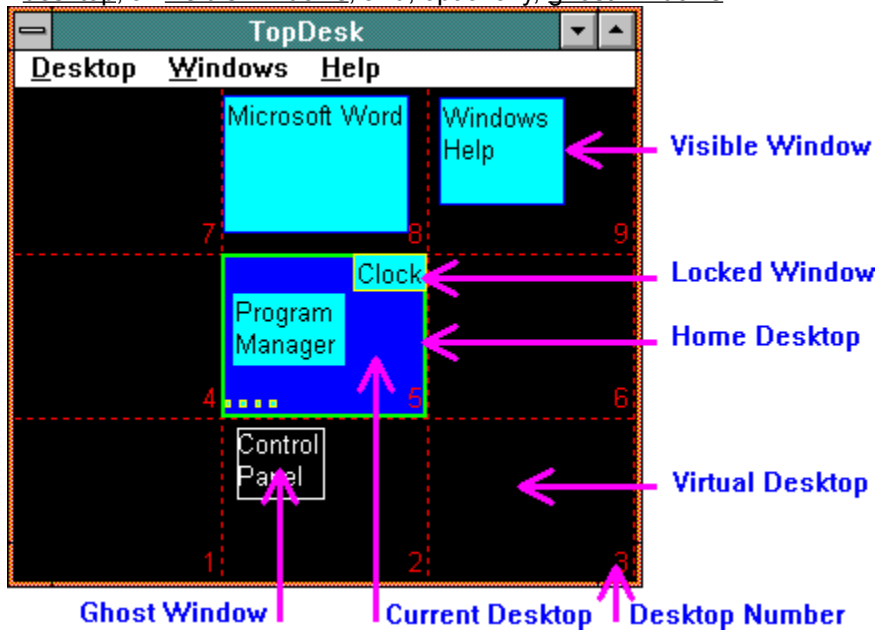 TopDesk
Desktop Windows Help
Microsoft Word
Windows
Help
Visible Window
7
8
9
Clock
Locked Window
Program
Manager
Home Desktop
4
5
6
Control
Panel
Virtual Desktop
1
2
3
Ghost Window
Current Desktop
Desktop Number